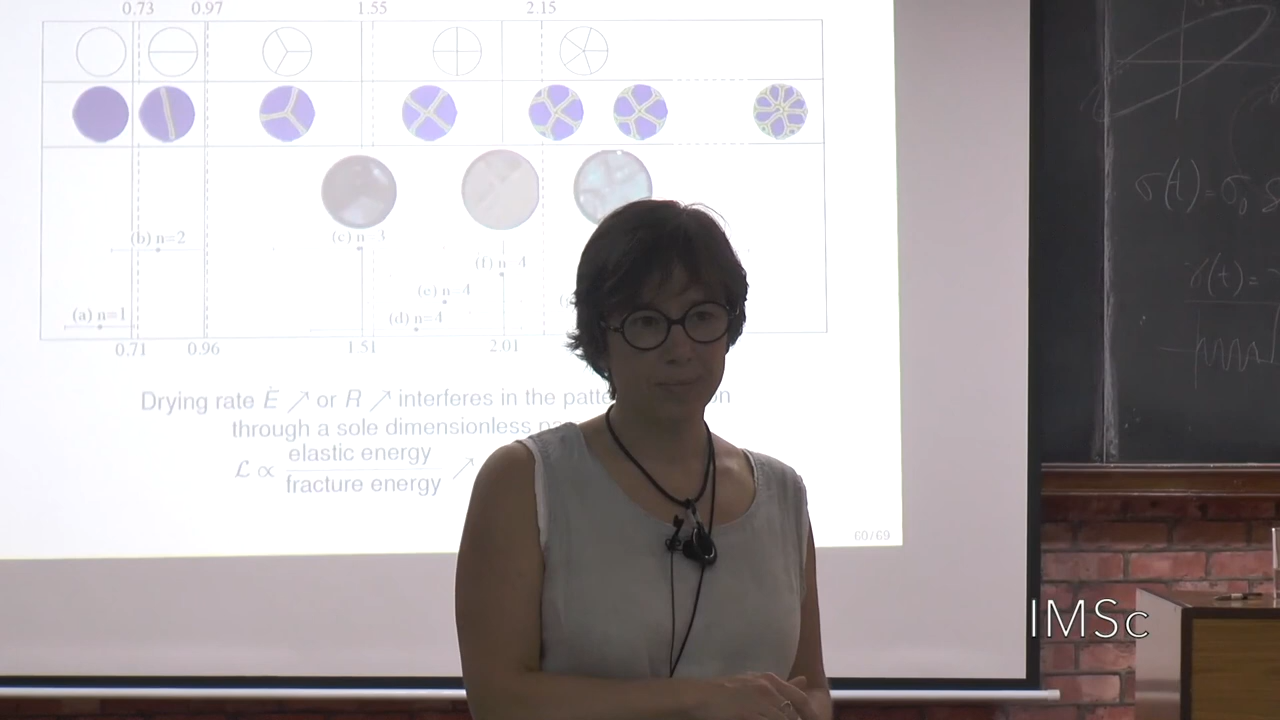 0.73 0.97 1.55 2.15
(b) n=2 (c) n=3
(f) n=4
(e) n=4
(a) n=1 (d) n=4
0.71 0.96 1.51 2.01
Drying rate Ė ↗ or R ↗ interferes in the
through a sole dimensionless
ℒ ∝ elastic energy ↗
fracture energy
60/69
σ(t)=σ₀
γ(t)=
IMSc